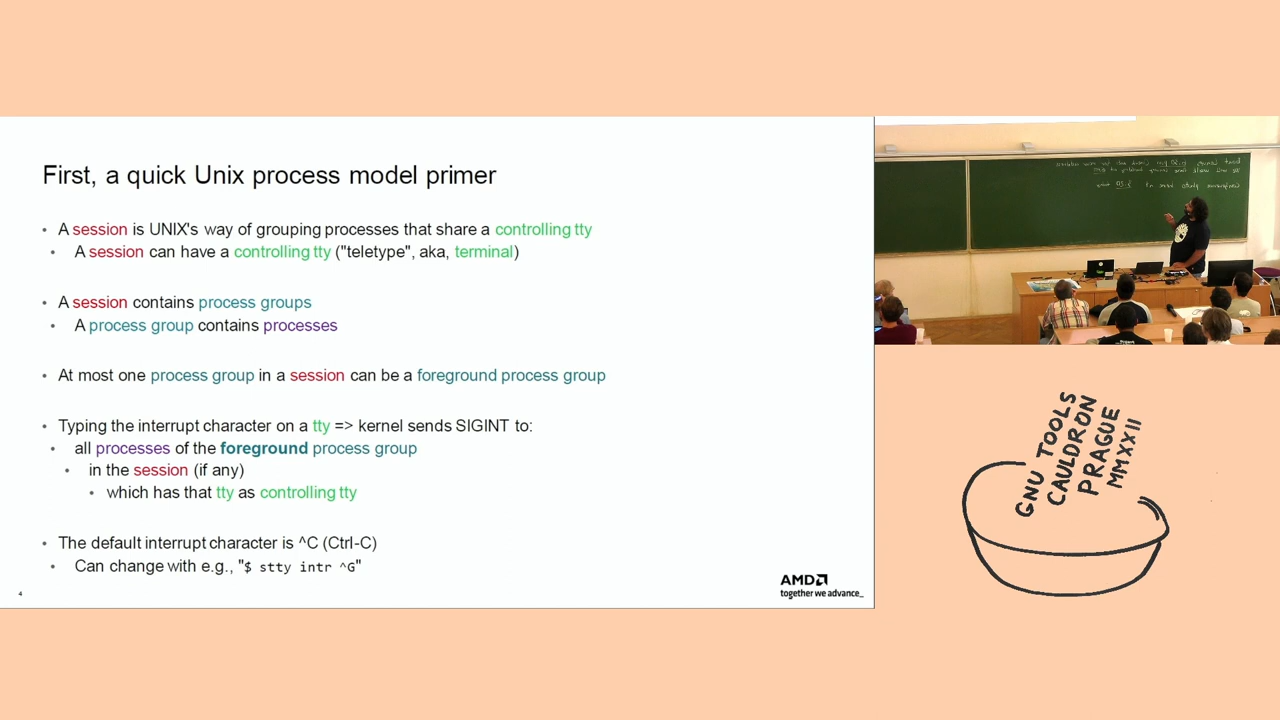 First, a quick Unix process model primer
• A session is UNIX's way of grouping processes that share a controlling tty
• A session can have a controlling tty ("teletype", aka, terminal)
• A session contains process groups
• A process group contains processes
• At most one process group in a session can be a foreground process group
• Typing the interrupt character on a tty => kernel sends SIGINT to:
• all processes of the foreground process group
• in the session (if any)
• which has that tty as controlling tty
• The default interrupt character is ^C (Ctrl-C)
• Can change with e.g., "$ stty intr ^G"
4
AMD
together we advance_
GNU TOOLS
CAULDRON
PRAGUE
MMXXII